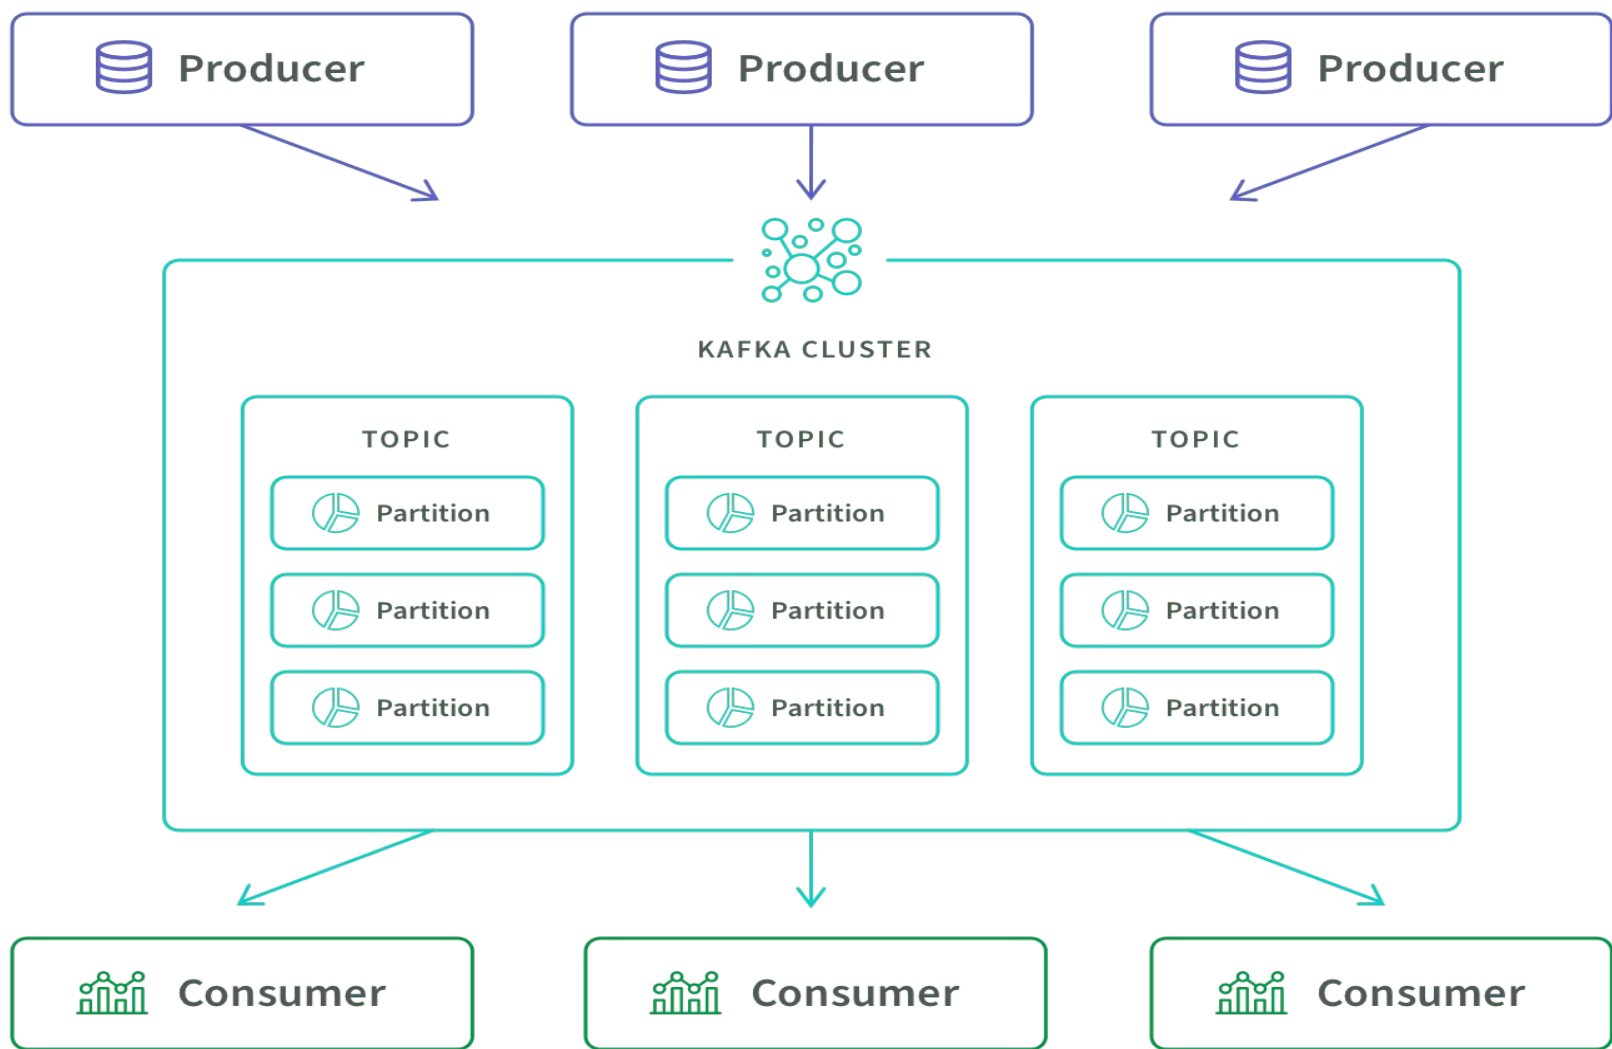 Producer
Producer
Producer
KAFKA CLUSTER
TOPIC
Partition
Partition
Partition
TOPIC
Partition
Partition
Partition
TOPIC
Partition
Partition
Partition
Consumer
Consumer
Consumer